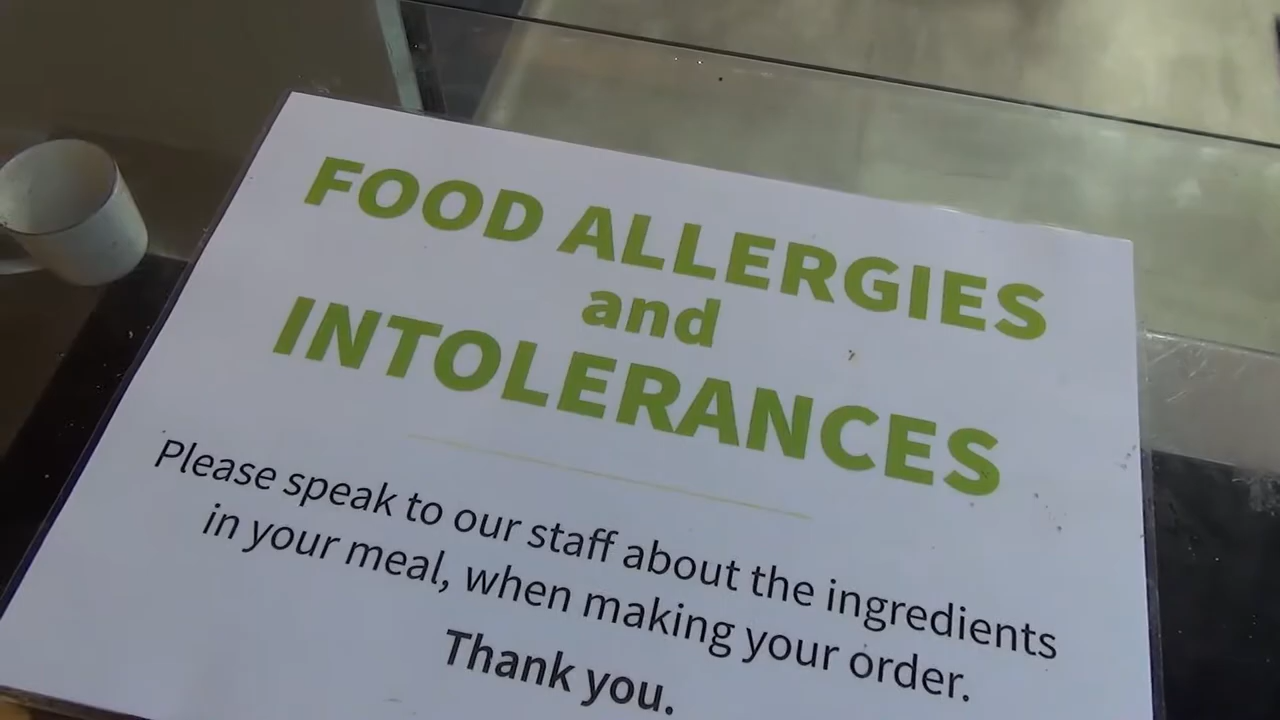 FOOD ALLERGIES
and
INTOLERANCES
Please speak to our staff about the ingredients
in your meal, when making your order.
Thank you.